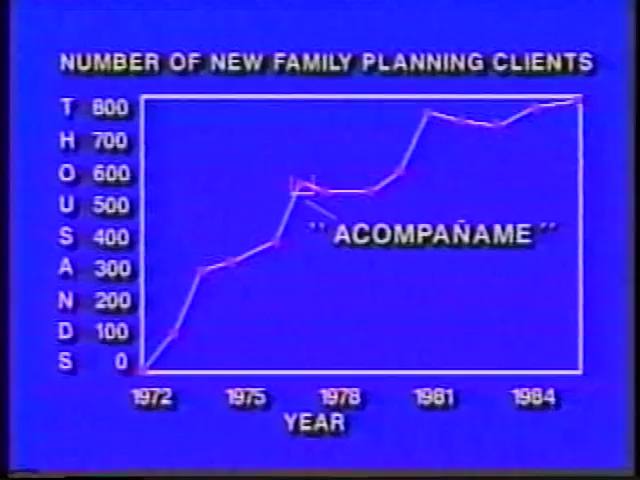 NUMBER OF NEW FAMILY PLANNING CLIENTS
THOUSANDS
800
700
600
500
400
300
200
100
0
"ACOMPAÑAME"
1972 1975 1978 1981 1984
YEAR